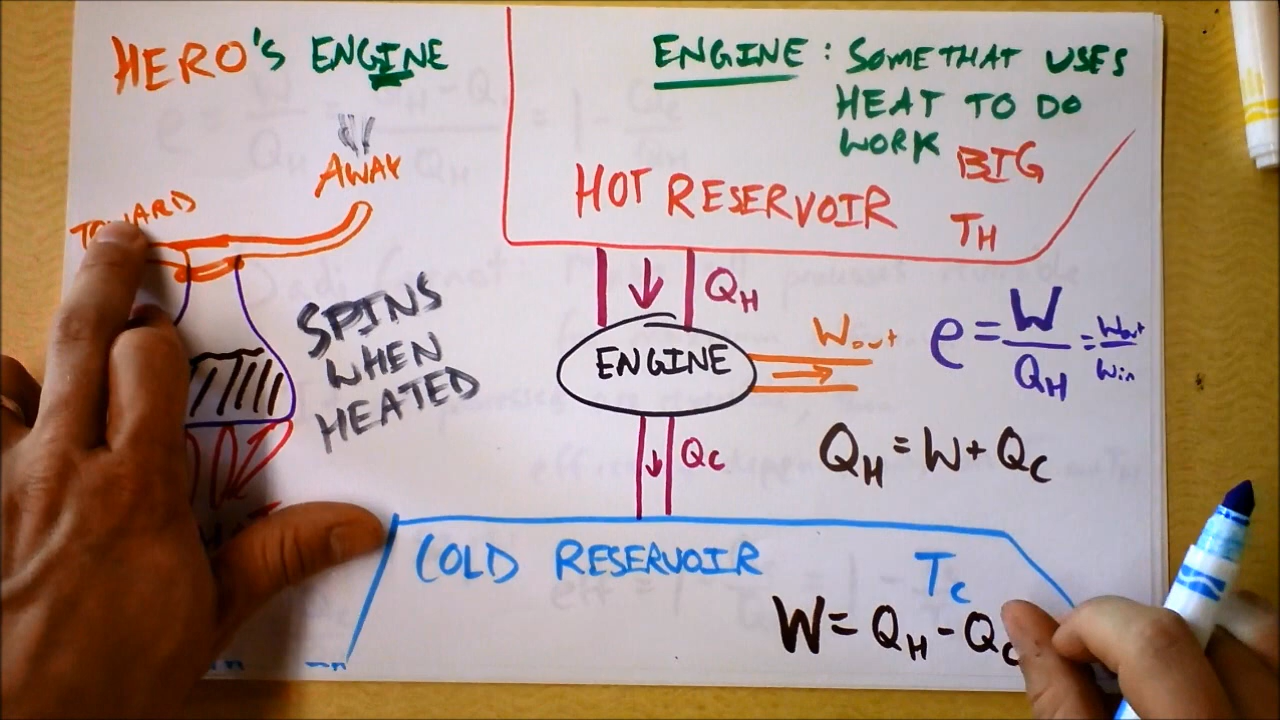 HERO'S ENGINE
AWAY
TOWARD
SPINS
WHEN
HEATED
ENGINE : SOMETHAT USES
HEAT TO DO
WORK
BIG
HOT RESERVOIR
TH
QH
ENGINE
Wout
e = W/QH = Wout/Win
QC
QH = W + QC
COLD RESERVOIR
TC
W = QH - QC